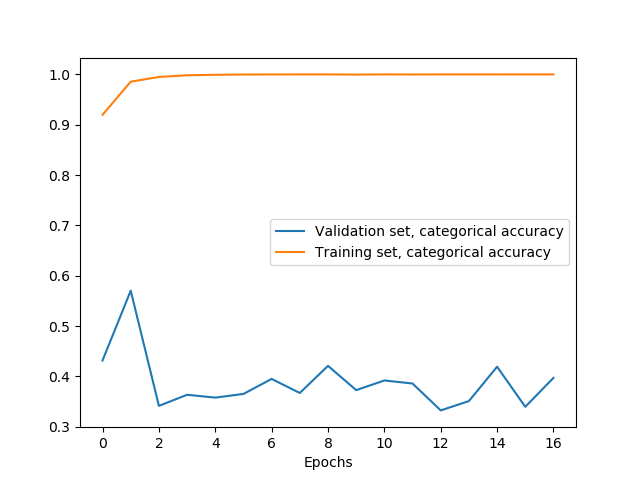 1.0
0.9
0.8
0.7
0.6
0.5
0.4
0.3
Validation set, categorical accuracy
Training set, categorical accuracy
0 2 4 6 8 10 12 14 16
Epochs